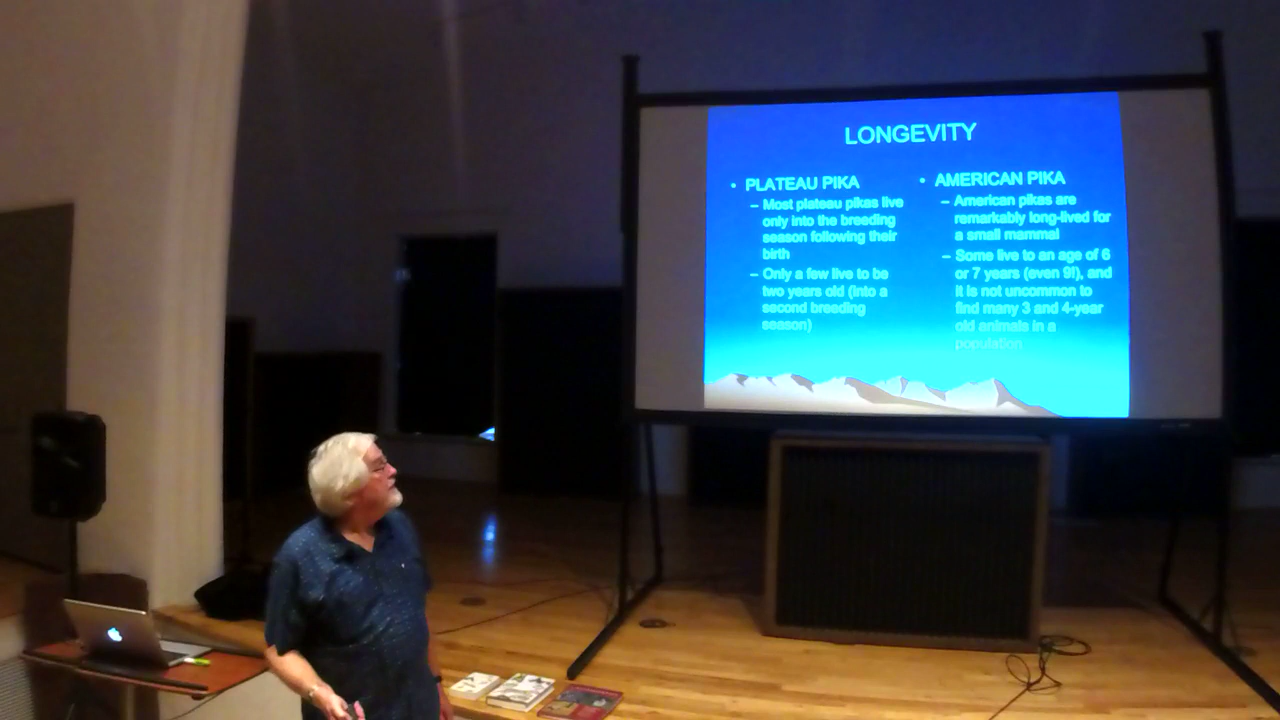 LONGEVITY
• PLATEAU PIKA
– Most plateau pikas live
only into the breeding
season following their
birth
– Only a few live to be
two years old (into a
second breeding
season)
• AMERICAN PIKA
– American pikas are
remarkably long-lived for
a small mammal
– Some live to an age of 6
or 7 years (even 9!), and
it is not uncommon to
find many 3 and 4-year
old animals in a
population